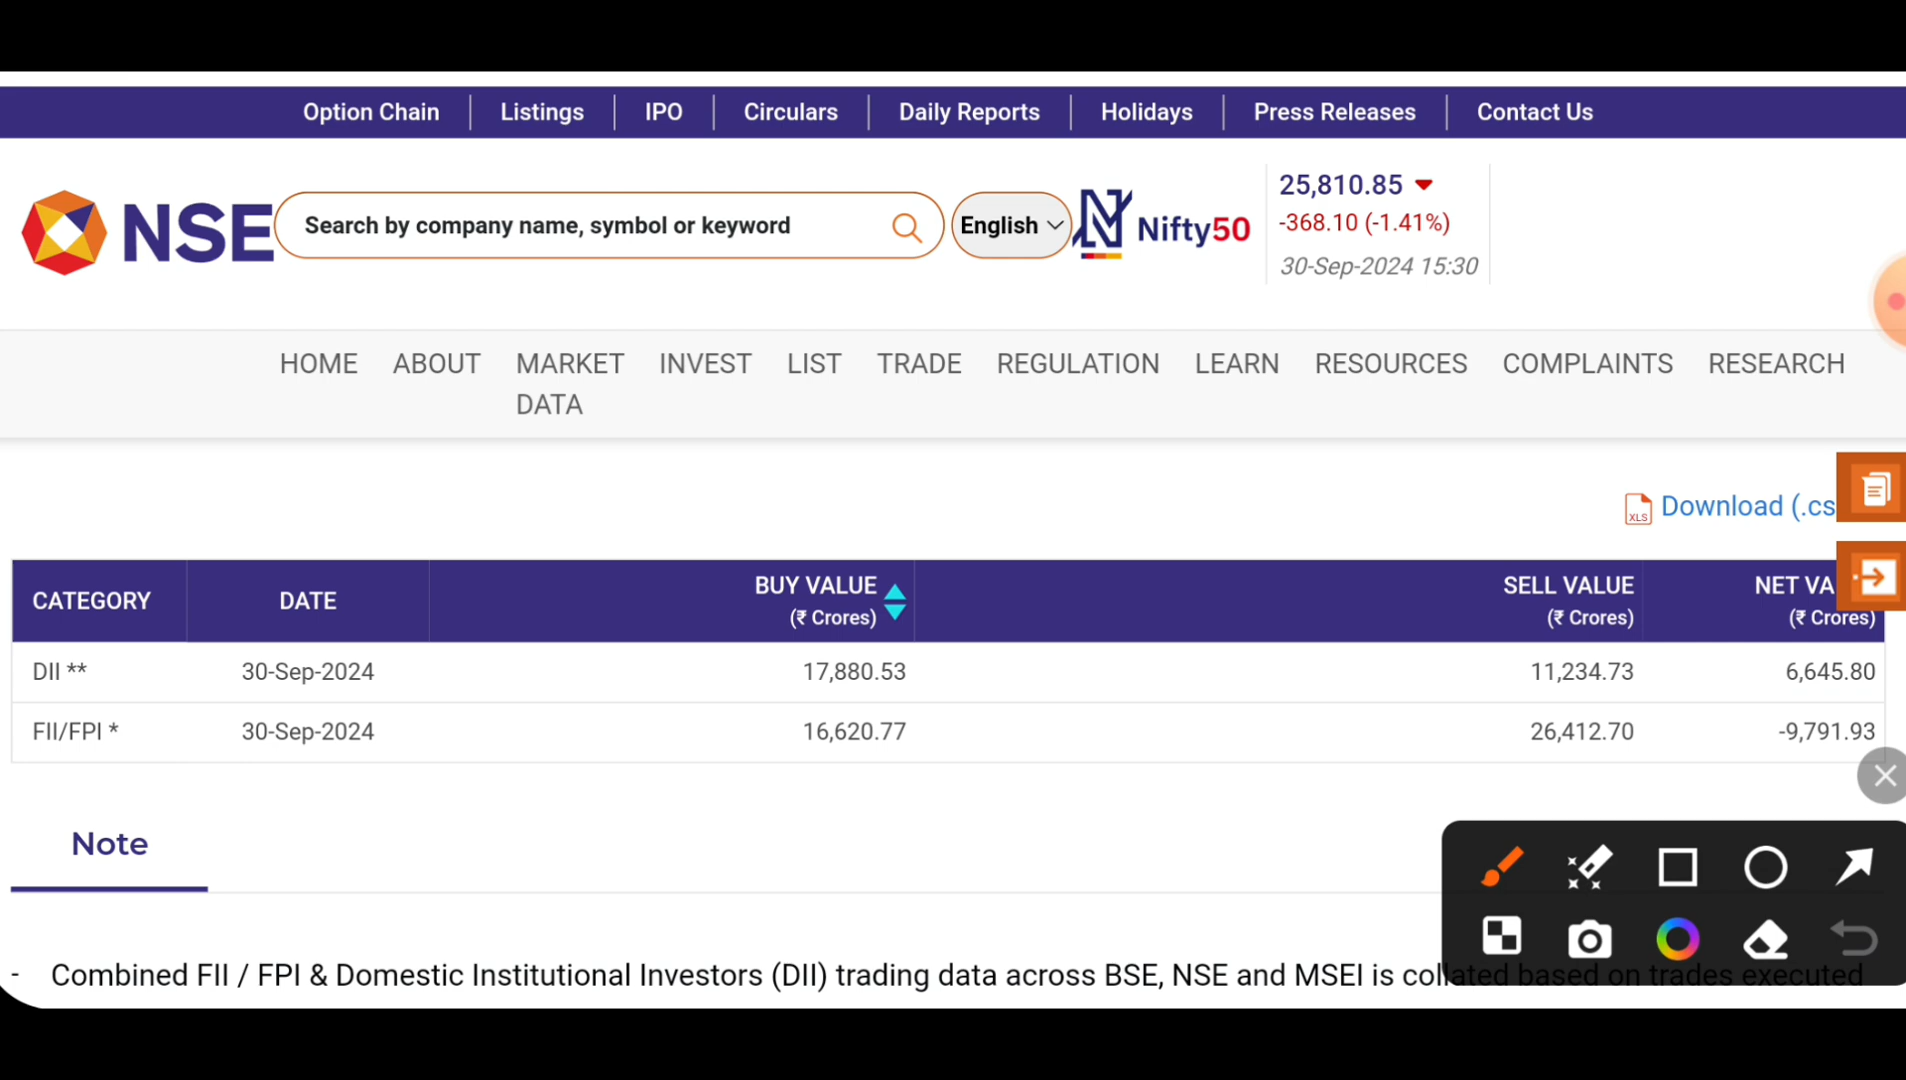 Option Chain Listings IPO Circulars Daily Reports Holidays Press Releases Contact Us
NSE Search by company name, symbol or keyword English Nifty50
25,810.85
-368.10 (-1.41%)
30-Sep-2024 15:30
HOME ABOUT MARKET DATA INVEST LIST TRADE REGULATION LEARN RESOURCES COMPLAINTS RESEARCH
XLS Download (.cs
CATEGORY DATE BUY VALUE (₹ Crores) SELL VALUE (₹ Crores) NET VA (₹ Crores)
DII ** 30-Sep-2024 17,880.53 11,234.73 6,645.80
FII/FPI * 30-Sep-2024 16,620.77 26,412.70 -9,791.93
Note
- Combined FII / FPI & Domestic Institutional Investors (DII) trading data across BSE, NSE and MSEI is collated based on trades executed